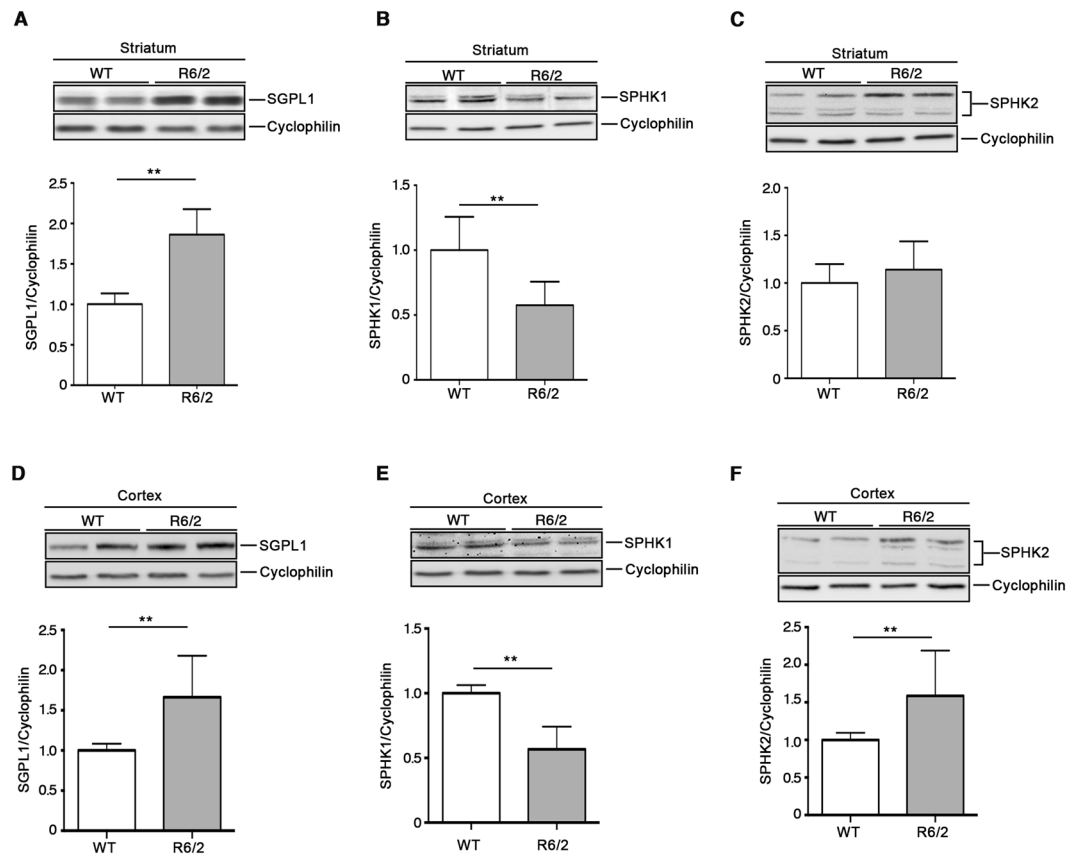 A
Striatum
WT R6/2
SGPL1
Cyclophilin
**
SGPL1/Cyclophilin
2.5
2.0
1.5
1.0
0.5
0
WT R6/2
B
Striatum
WT R6/2
SPHK1
Cyclophilin
**
SPHK1/Cyclophilin
1.5
1.0
0.5
0
WT R6/2
C
Striatum
WT R6/2
SPHK2
Cyclophilin
SPHK2/Cyclophilin
2.0
1.5
1.0
0.5
0
WT R6/2
D
Cortex
WT R6/2
SGPL1
Cyclophilin
**
SGPL1/Cyclophilin
2.5
2.0
1.5
1.0
0.5
0
WT R6/2
E
Cortex
WT R6/2
SPHK1
Cyclophilin
**
SPHK1/Cyclophilin
1.5
1.0
0.5
0
WT R6/2
F
Cortex
WT R6/2
SPHK2
Cyclophilin
**
SPHK2/Cyclophilin
2.5
2.0
1.5
1.0
0.5
0
WT R6/2